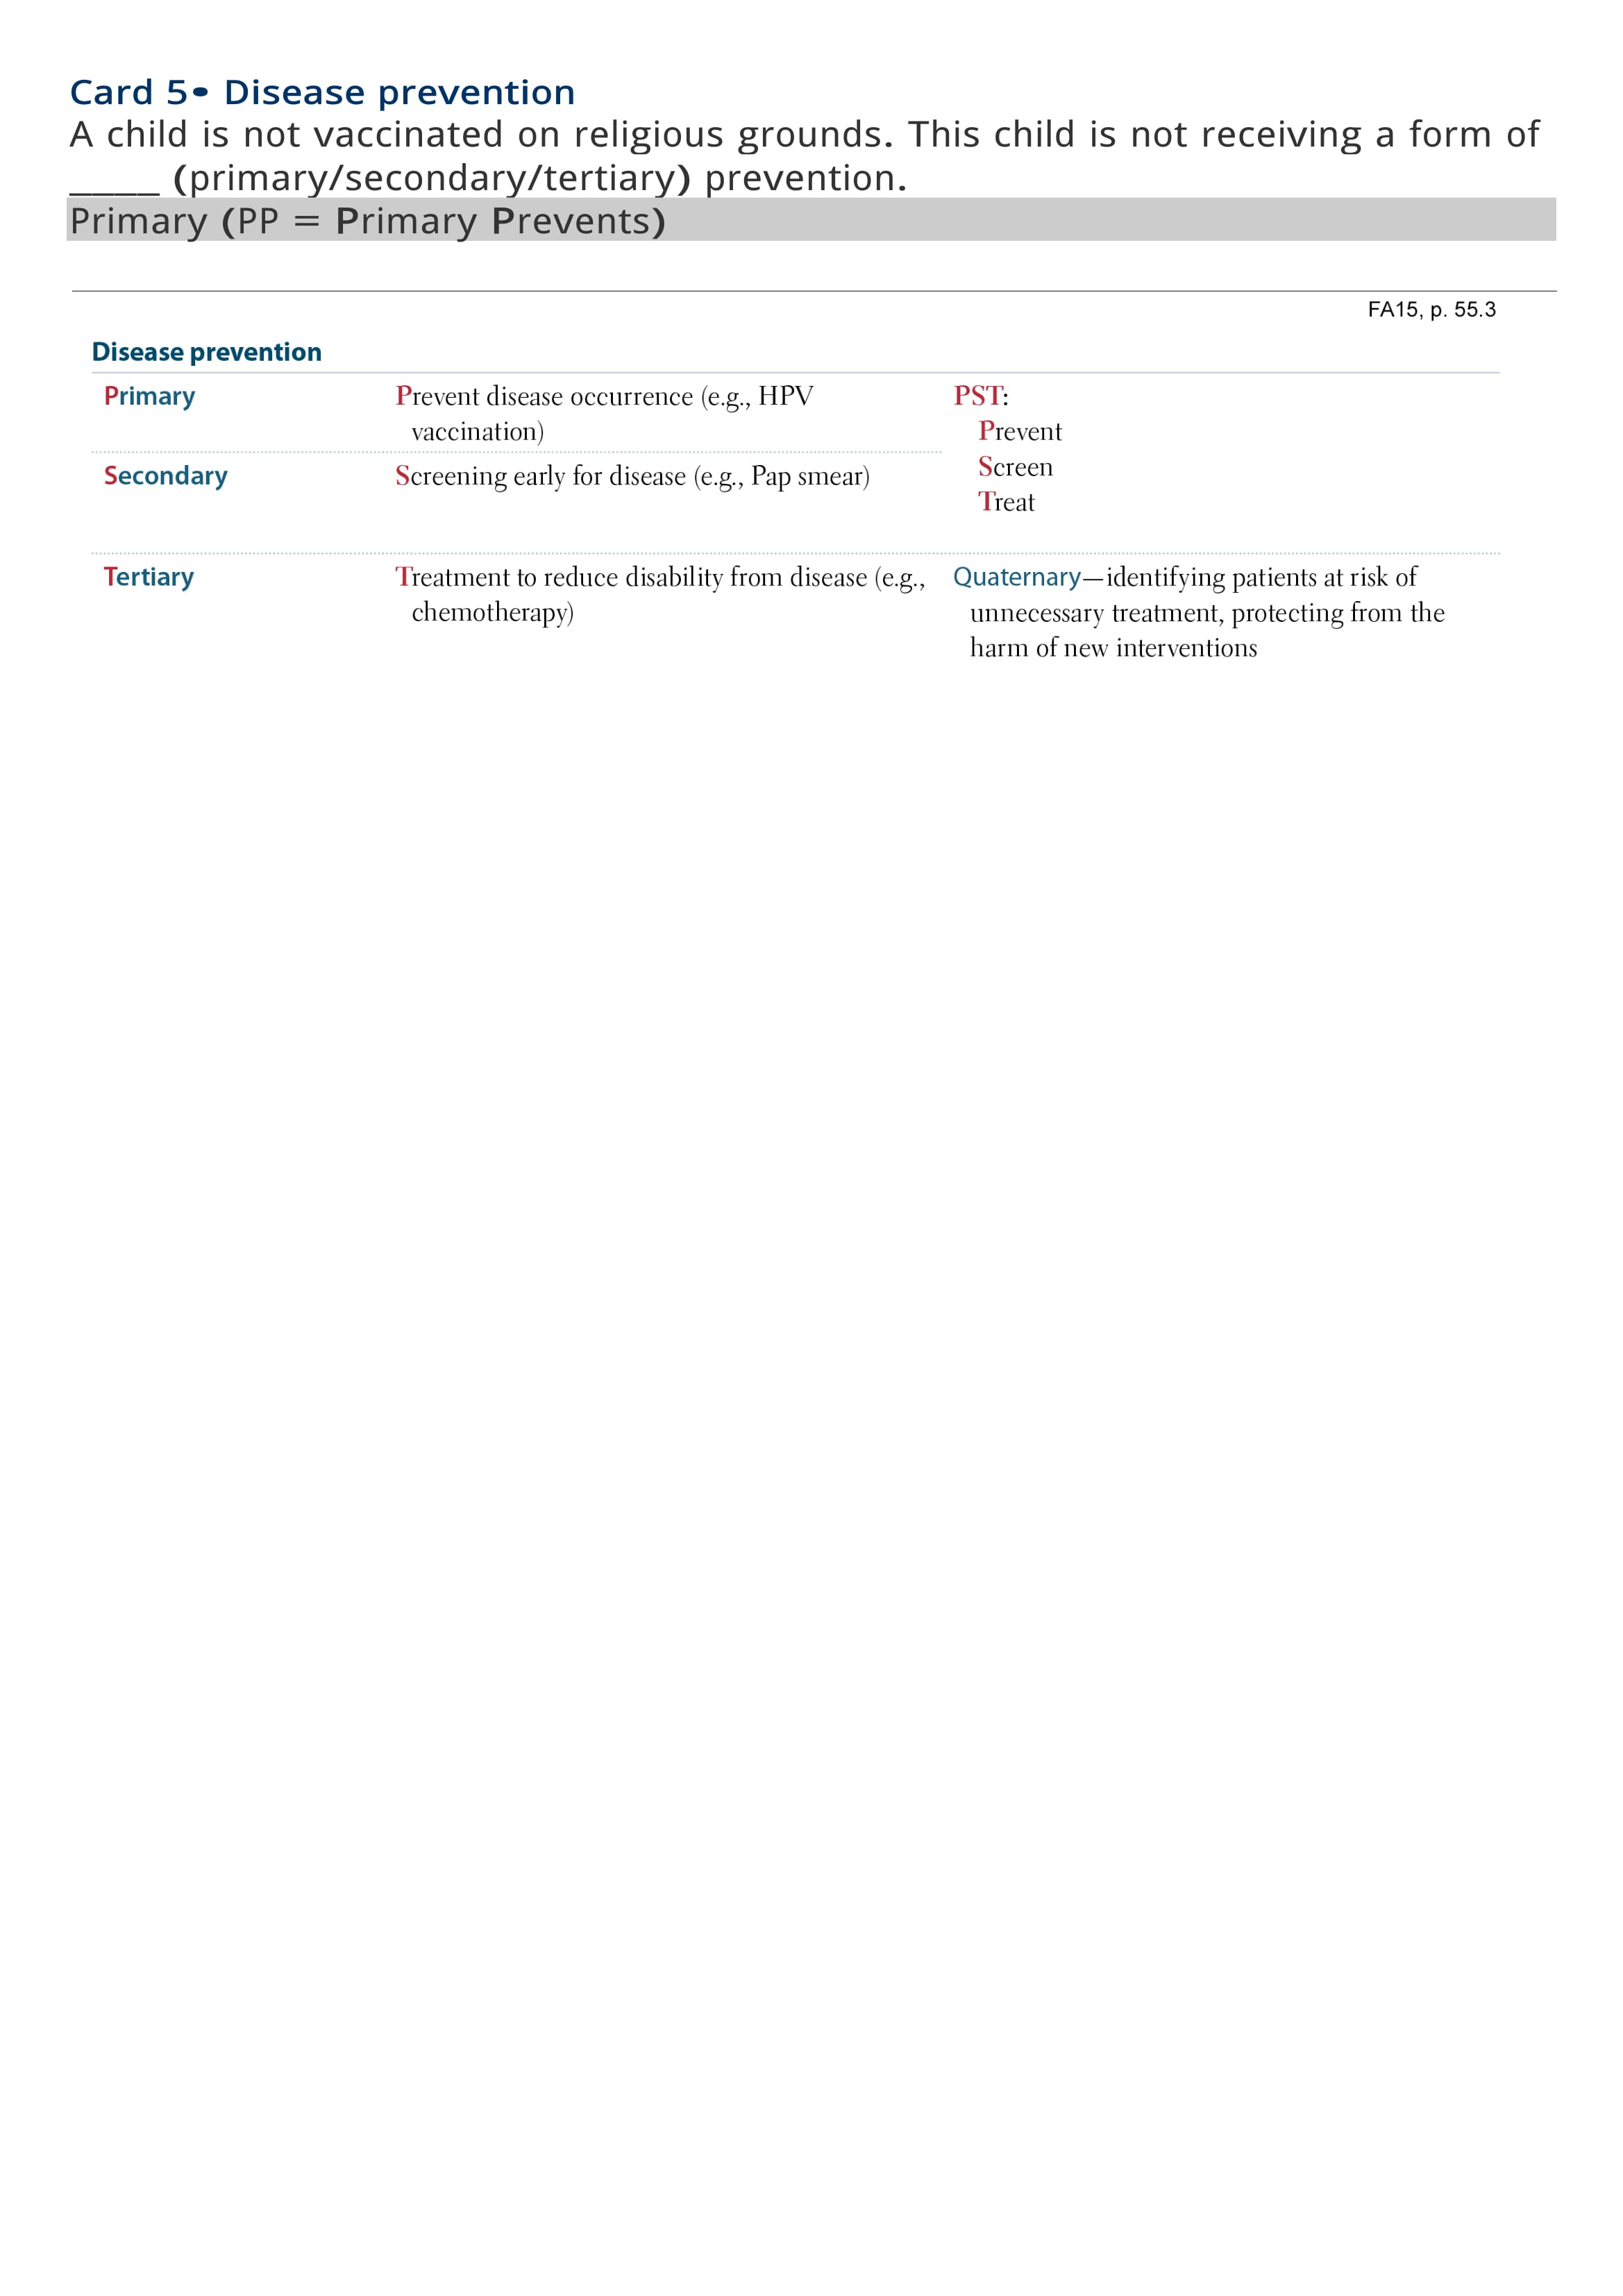 Card 5• Disease prevention
A child is not vaccinated on religious grounds. This child is not receiving a form of
____ (primary/secondary/tertiary) prevention.
Primary (PP = Primary Prevents)
FA15, p. 55.3
Disease prevention
Primary
Prevent disease occurrence (e.g., HPV
vaccination)
Secondary
Screening early for disease (e.g., Pap smear)
PST:
Prevent
Screen
Treat
Tertiary
Treatment to reduce disability from disease (e.g.,
chemotherapy)
Quaternary—identifying patients at risk of
unnecessary treatment, protecting from the
harm of new interventions